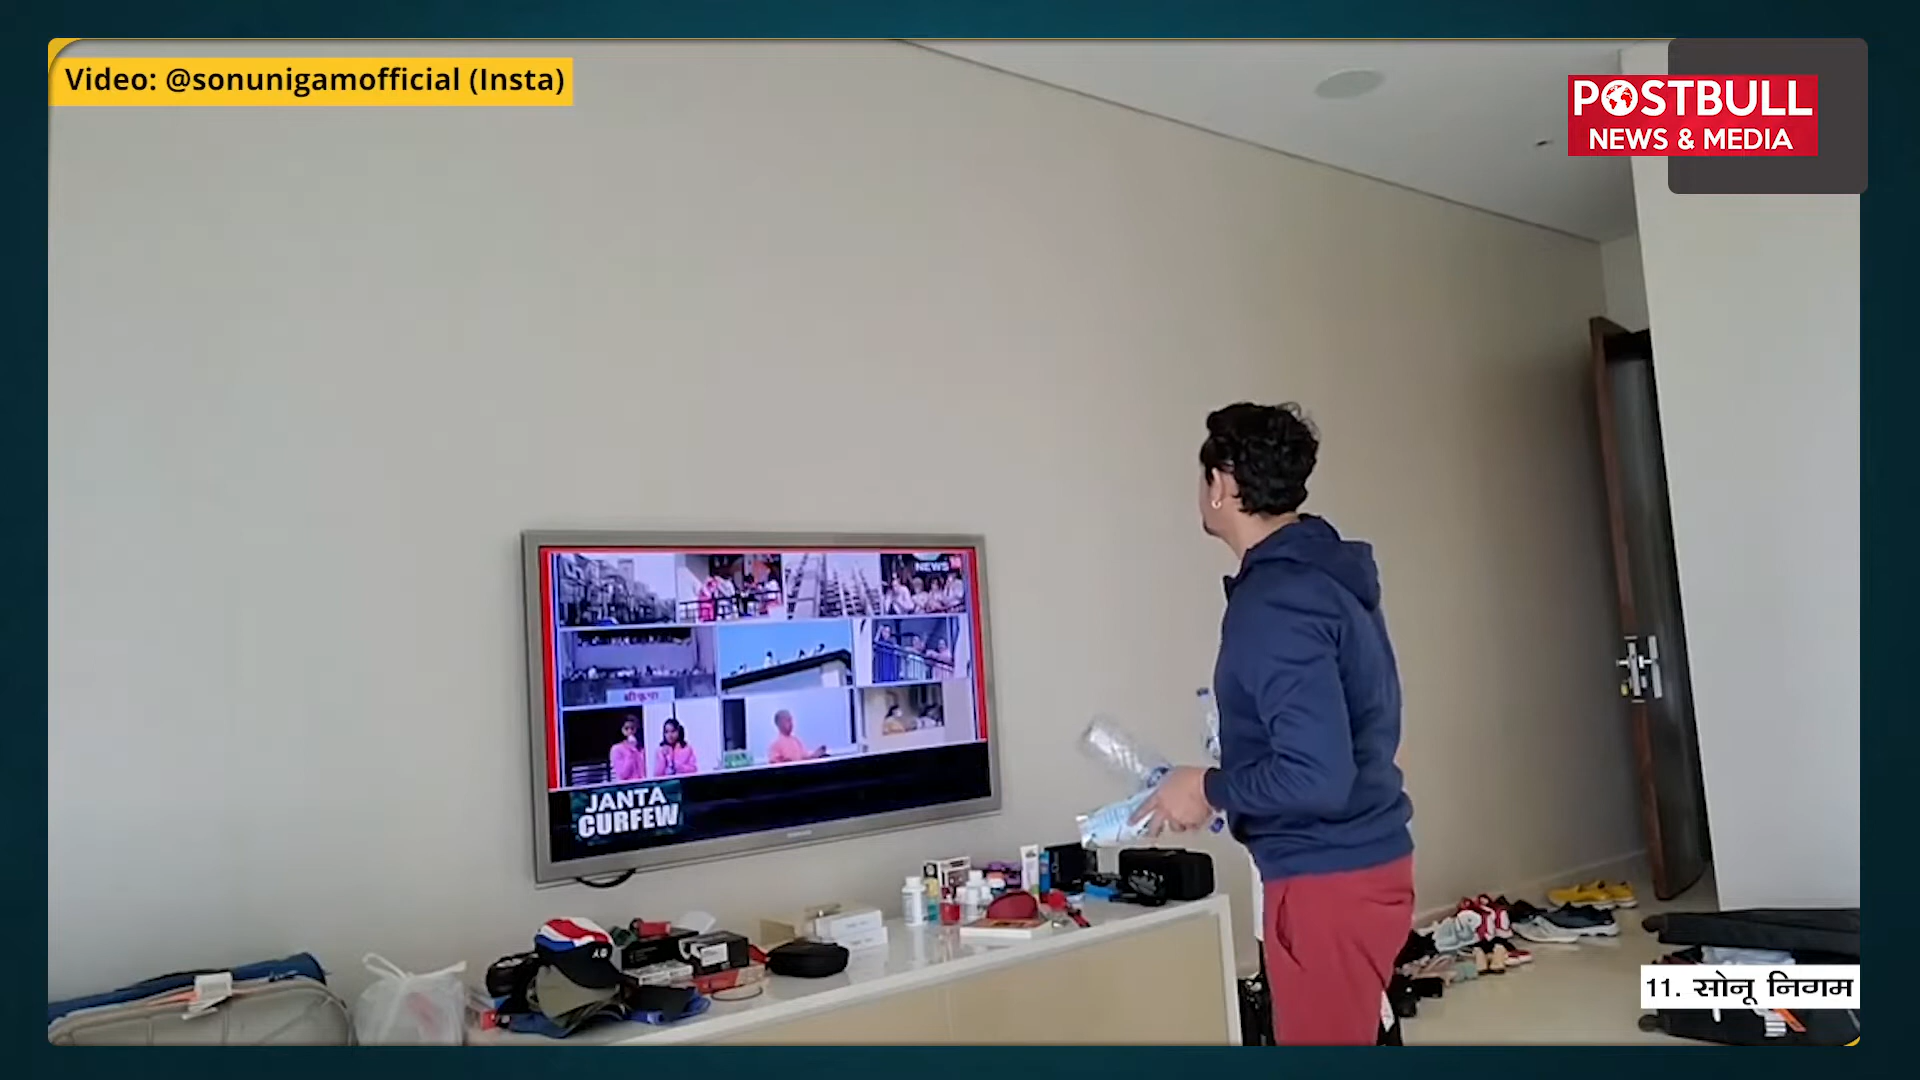 Video: @sonunigamofficial (Insta)
POSTBULL
NEWS & MEDIA
NEWS
JANTA
CURFEW
11. सोनू निगम